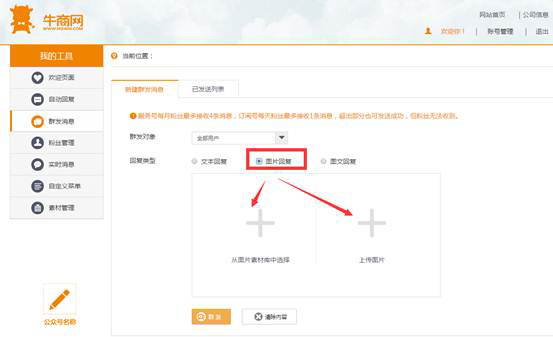 牛商网
WWW.NIUSHOP.COM
网站首页 | 公司信息
欢迎你！ 账号管理 退出
我的工具
当前位置：
欢迎页面
自动回复
群发消息
粉丝管理
实时消息
自定义菜单
素材管理
新建群发消息 已发送列表
服务号每月粉丝最多接收4条消息，订阅号每天粉丝最多接收1条消息，超出部分也可发送成功，但粉丝无法收到。
群发对象 全部用户
回复类型 文本回复 图片回复 图文回复
从图片素材库中选择 上传图片
群发 清除内容
公众号名称